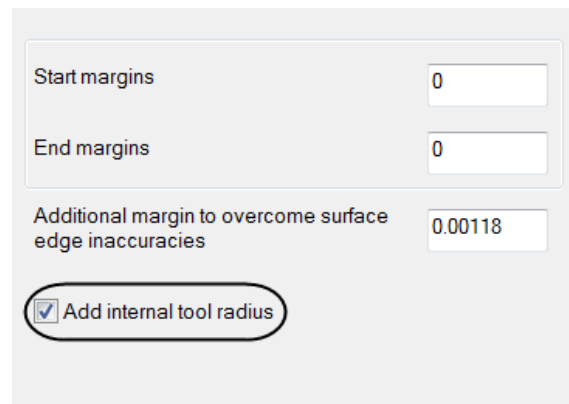 Start margins
0
End margins
0
Additional margin to overcome surface
edge inaccuracies
0.00118
Add internal tool radius